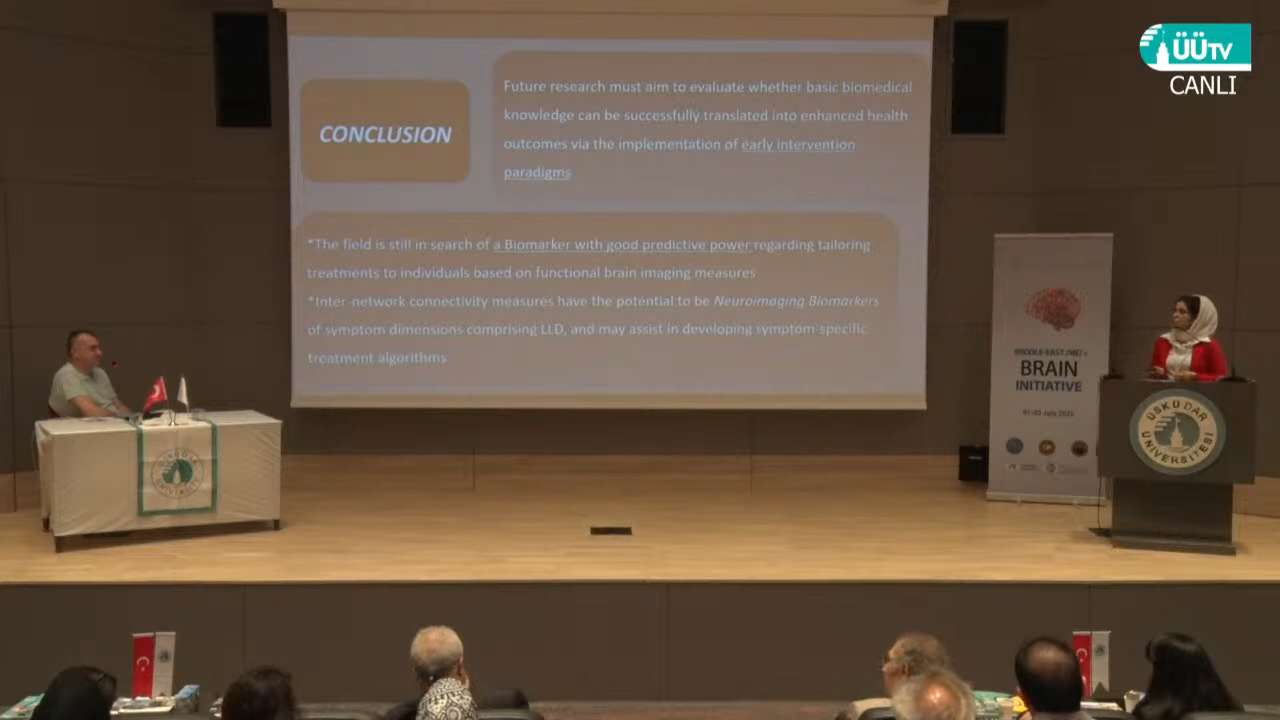 ÜÜTV
CANLI
CONCLUSION
Future research must aim to evaluate whether basic biomedical
knowledge can be successfully translated into enhanced health
outcomes via the implementation of early intervention
paradigms
*The field is still in search of a Biomarker with good predictive power regarding tailoring
treatments to individuals based on functional brain imaging measures
*Inter-network connectivity measures have the potential to be Neuroimaging Biomarkers
of symptom dimensions comprising LLD, and may assist in developing symptom-specific
treatment algorithms
MIDDLE EAST (ME)
BRAIN
INITIATIVE
ÜSKÜDAR
ÜNİVERSİTESİ